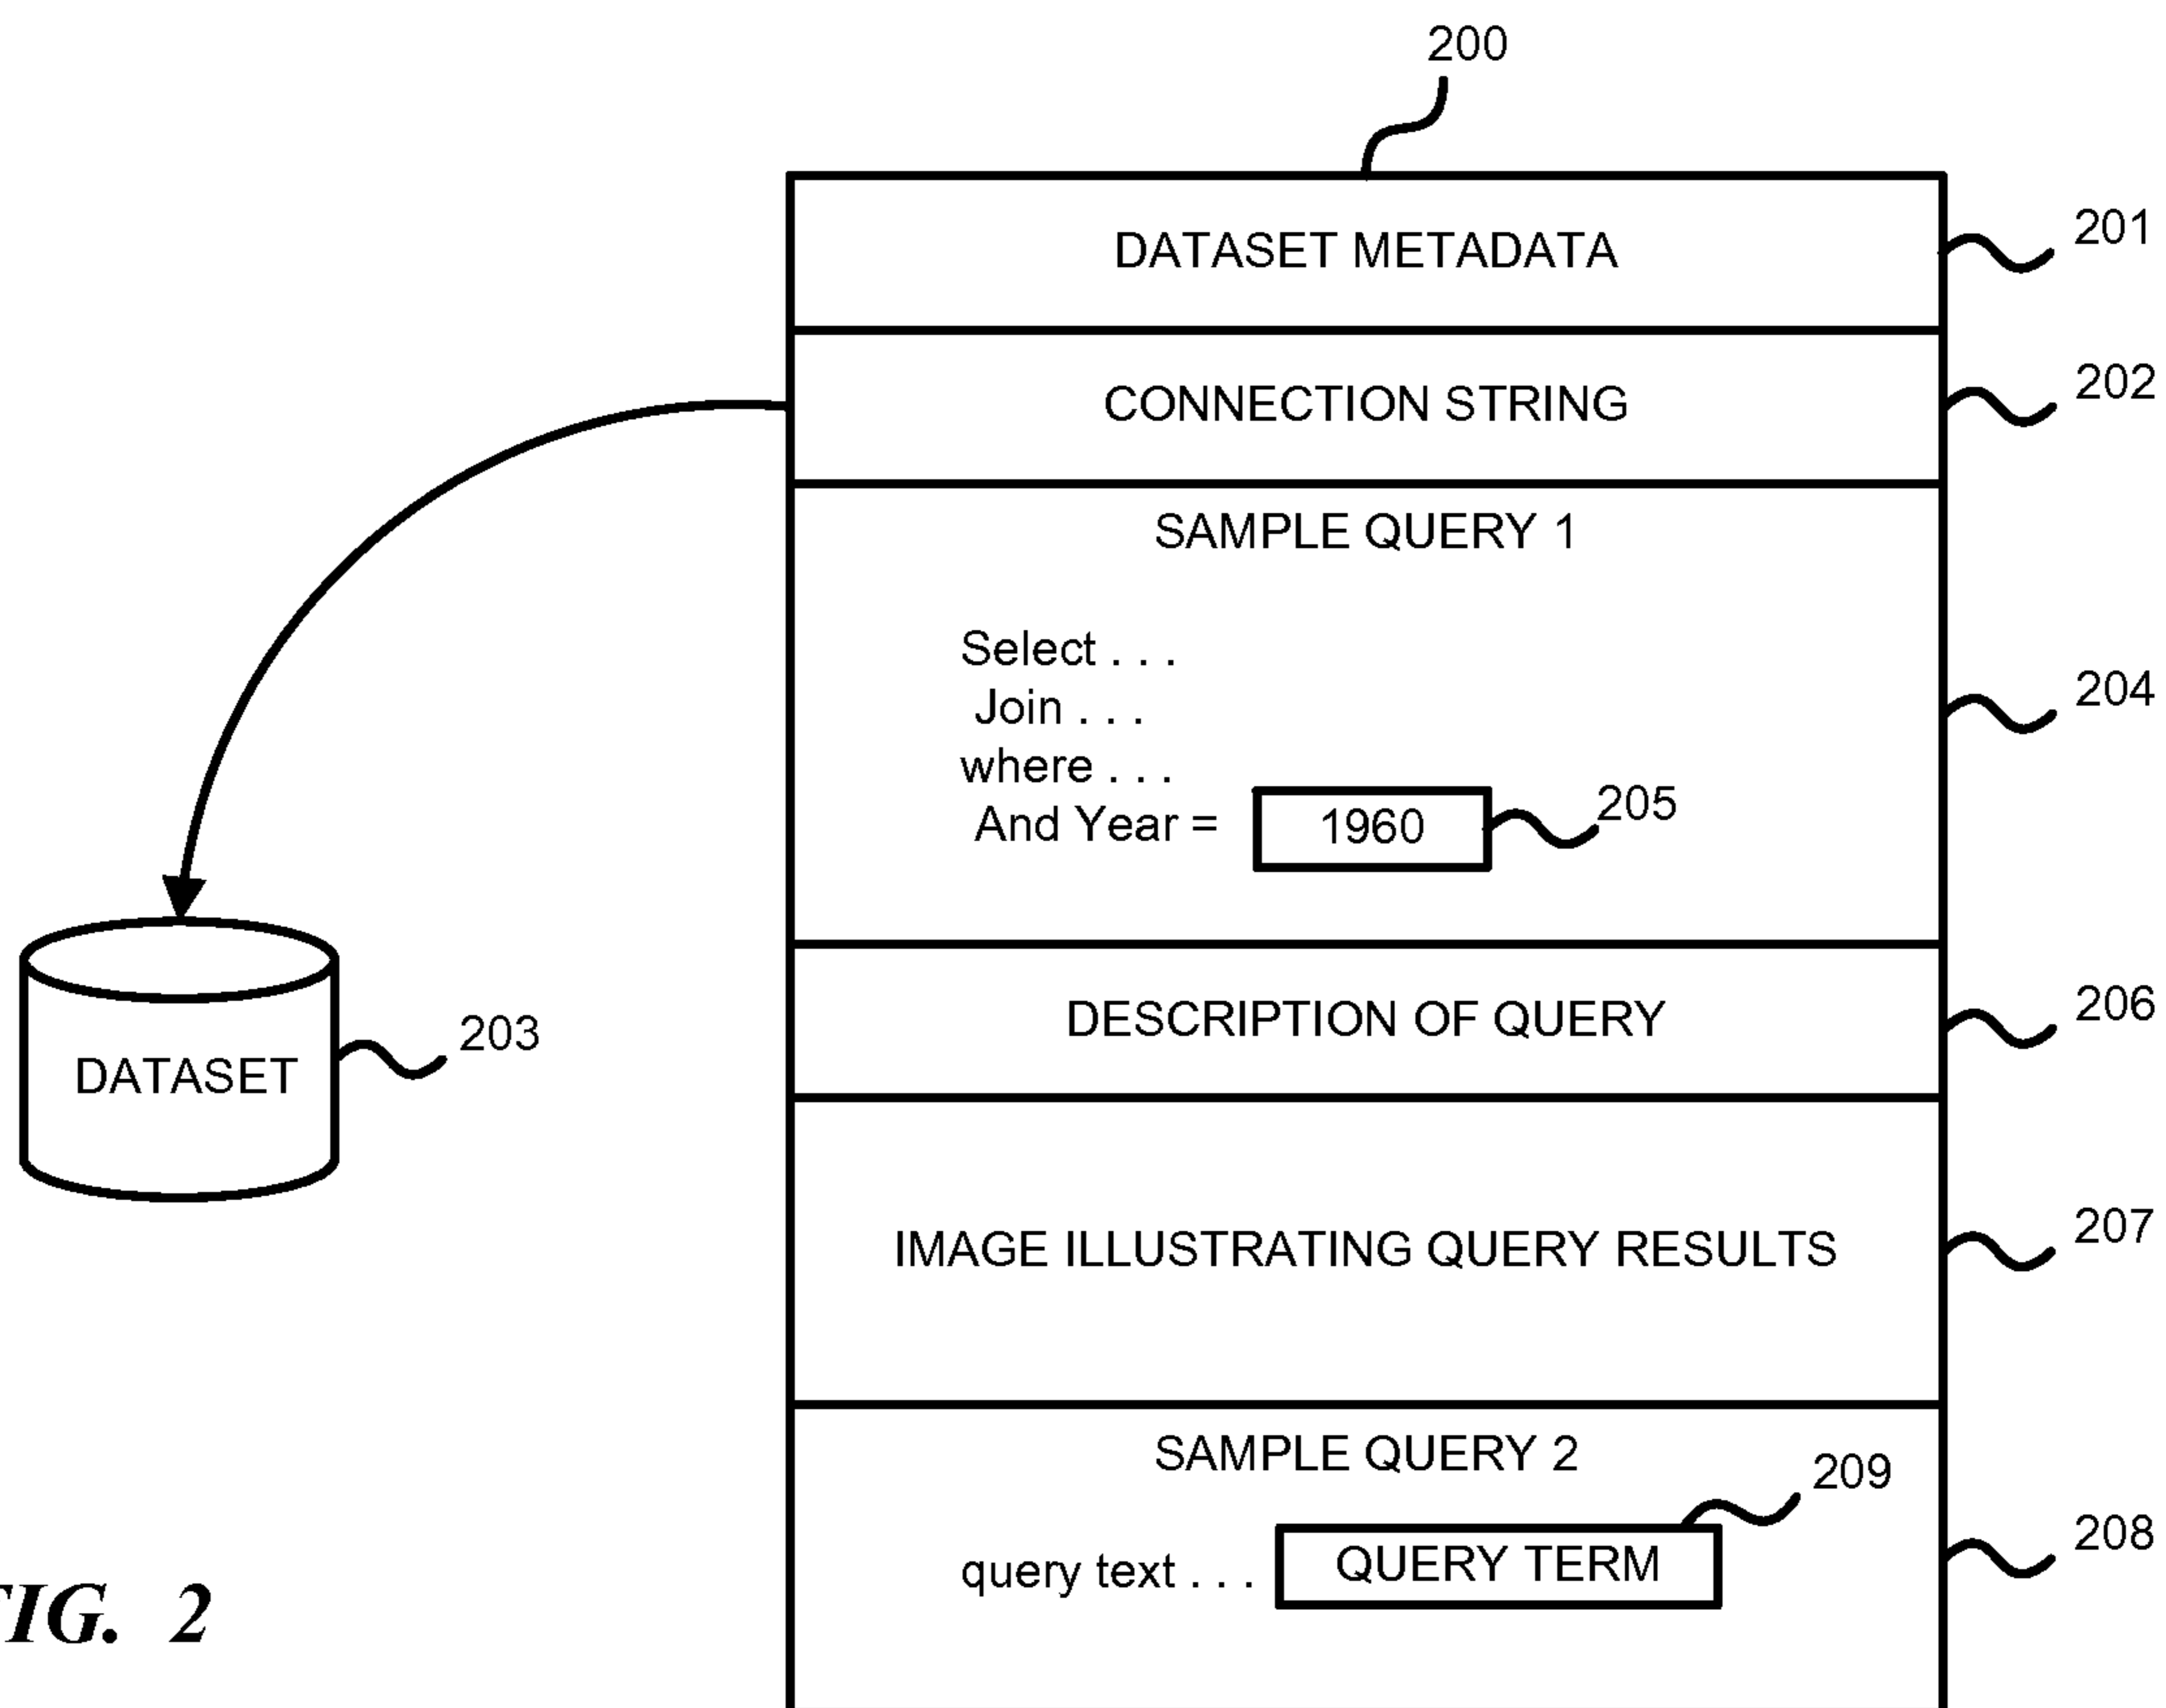 200
DATASET METADATA
201
CONNECTION STRING
202
SAMPLE QUERY 1
Select . . .
Join . . .
where . . .
And Year = 1960
205
204
DESCRIPTION OF QUERY
206
DATASET
203
IMAGE ILLUSTRATING QUERY RESULTS
207
SAMPLE QUERY 2
209
query text . . . QUERY TERM
208
IG. 2